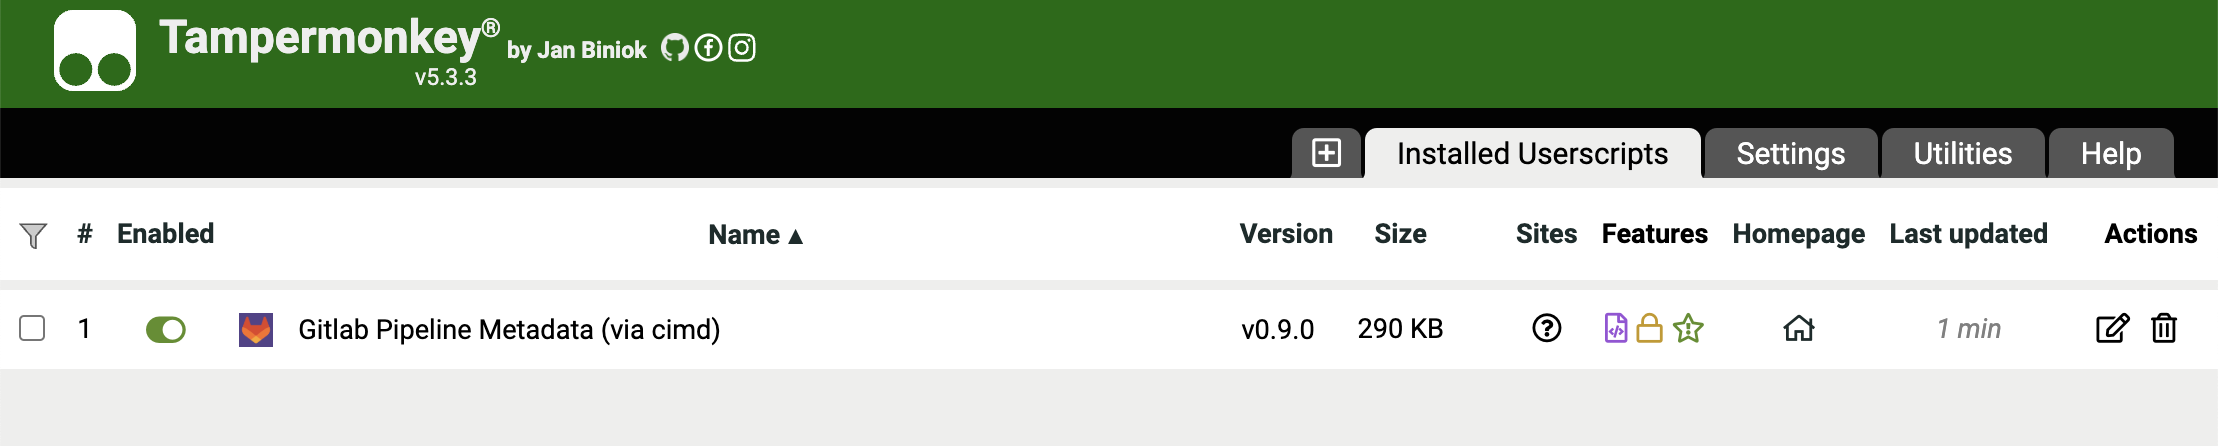 Tampermonkey® by Jan Biniok
v5.3.3
Installed Userscripts Settings Utilities Help
# Enabled Name ▲ Version Size Sites Features Homepage Last updated Actions
1 Gitlab Pipeline Metadata (via cimd) v0.9.0 290 KB 1 min